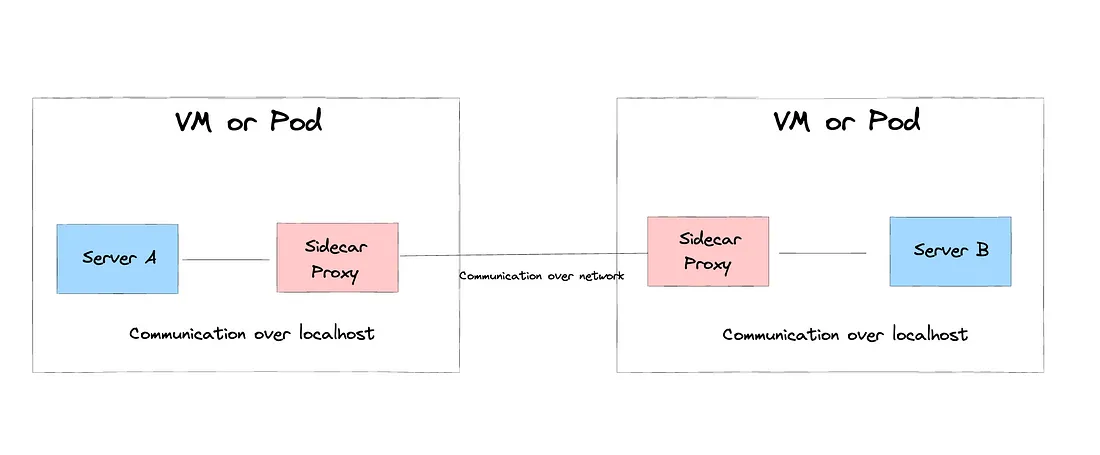 VM or Pod
Server A
Sidecar
Proxy
Communication over localhost
Communication over network
VM or Pod
Sidecar
Proxy
Server B
Communication over localhost